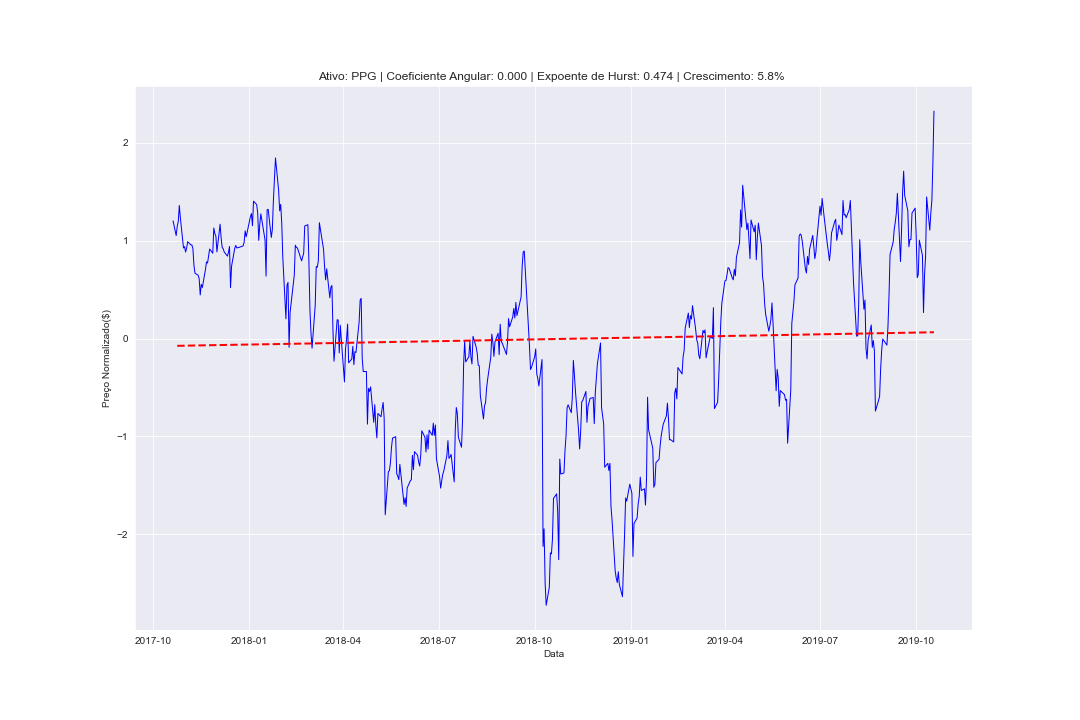 Ativo: PPG | Coeficiente Angular: 0.000 | Expoente de Hurst: 0.474 | Crescimento: 5.8%
Preço Normalizado($)
2
1
0
−1
−2
2017-10 2018-01 2018-04 2018-07 2018-10 2019-01 2019-04 2019-07 2019-10
Data